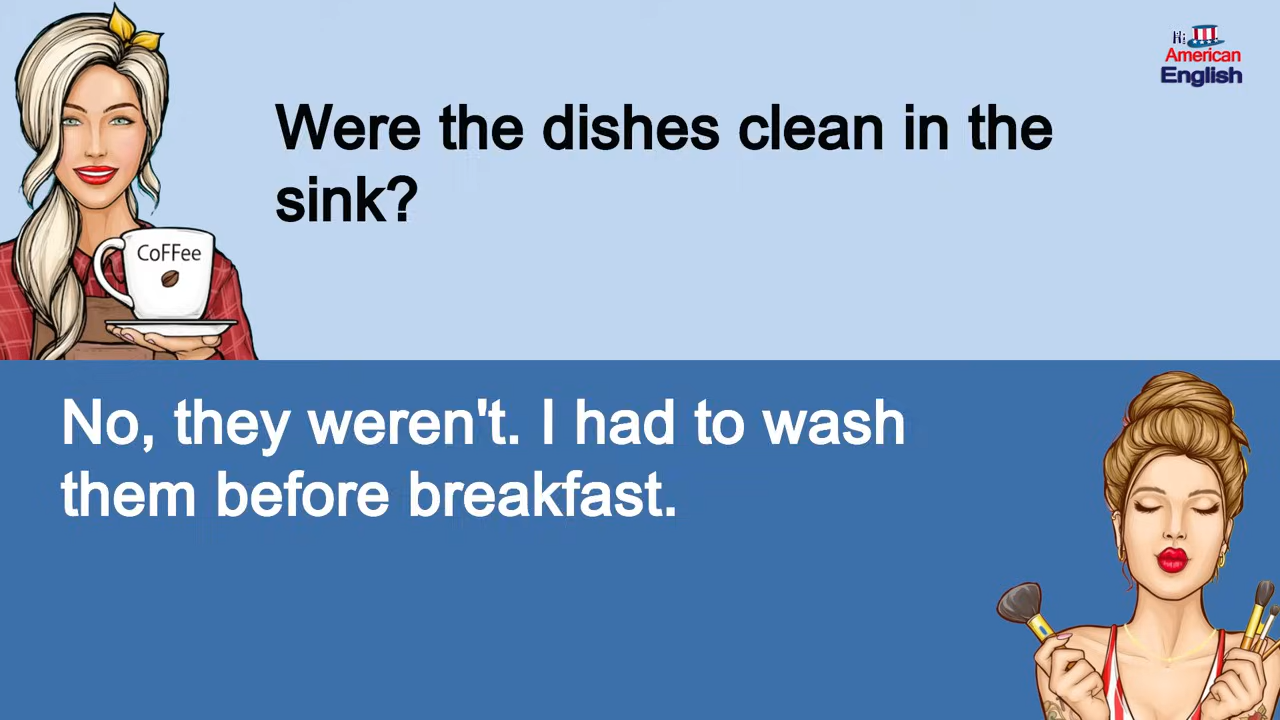 Hi
American
English
Were the dishes clean in the
sink?
CoFFee
No, they weren't. I had to wash
them before breakfast.